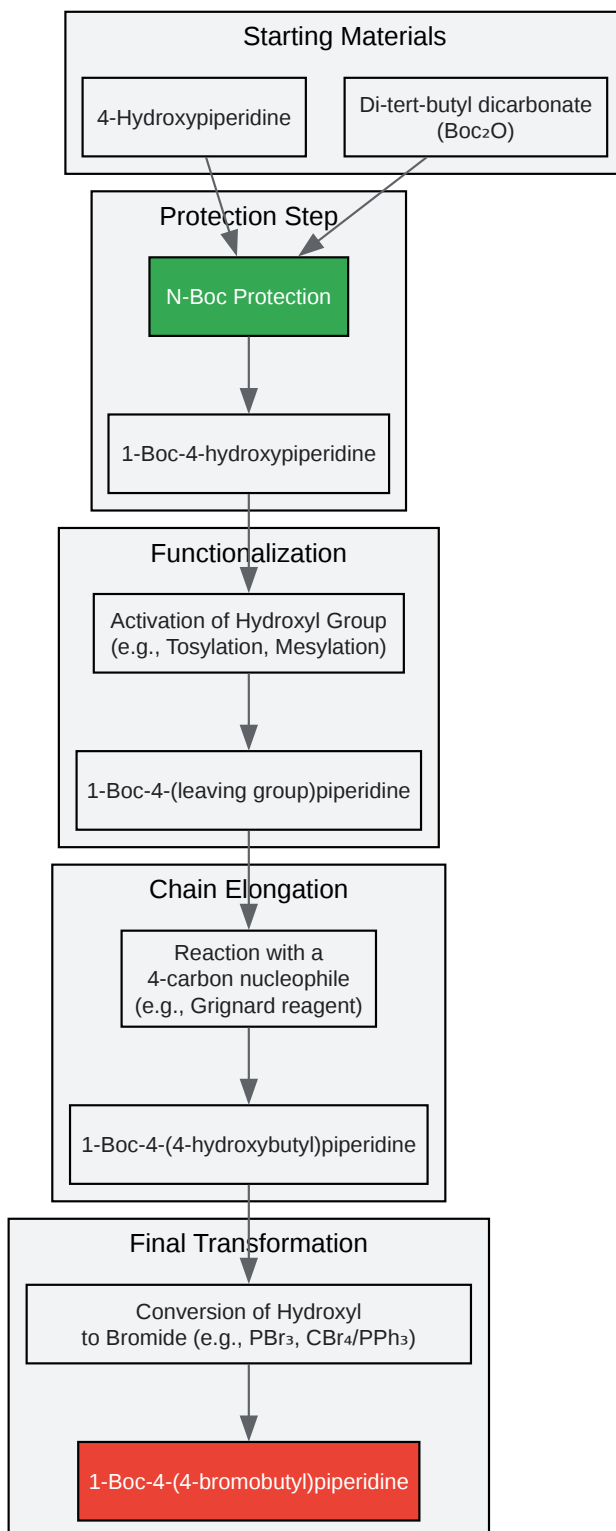 Starting Materials
4-Hydroxypiperidine
Di-tert-butyl dicarbonate
(Boc₂O)
Protection Step
N-Boc Protection
1-Boc-4-hydroxypiperidine
Functionalization
Activation of Hydroxyl Group
(e.g., Tosylation, Mesylation)
1-Boc-4-(leaving group)piperidine
Chain Elongation
Reaction with a
4-carbon nucleophile
(e.g., Grignard reagent)
1-Boc-4-(4-hydroxybutyl)piperidine
Final Transformation
Conversion of Hydroxyl
to Bromide (e.g., PBr₃, CBr₄/PPh₃)
1-Boc-4-(4-bromobutyl)piperidine